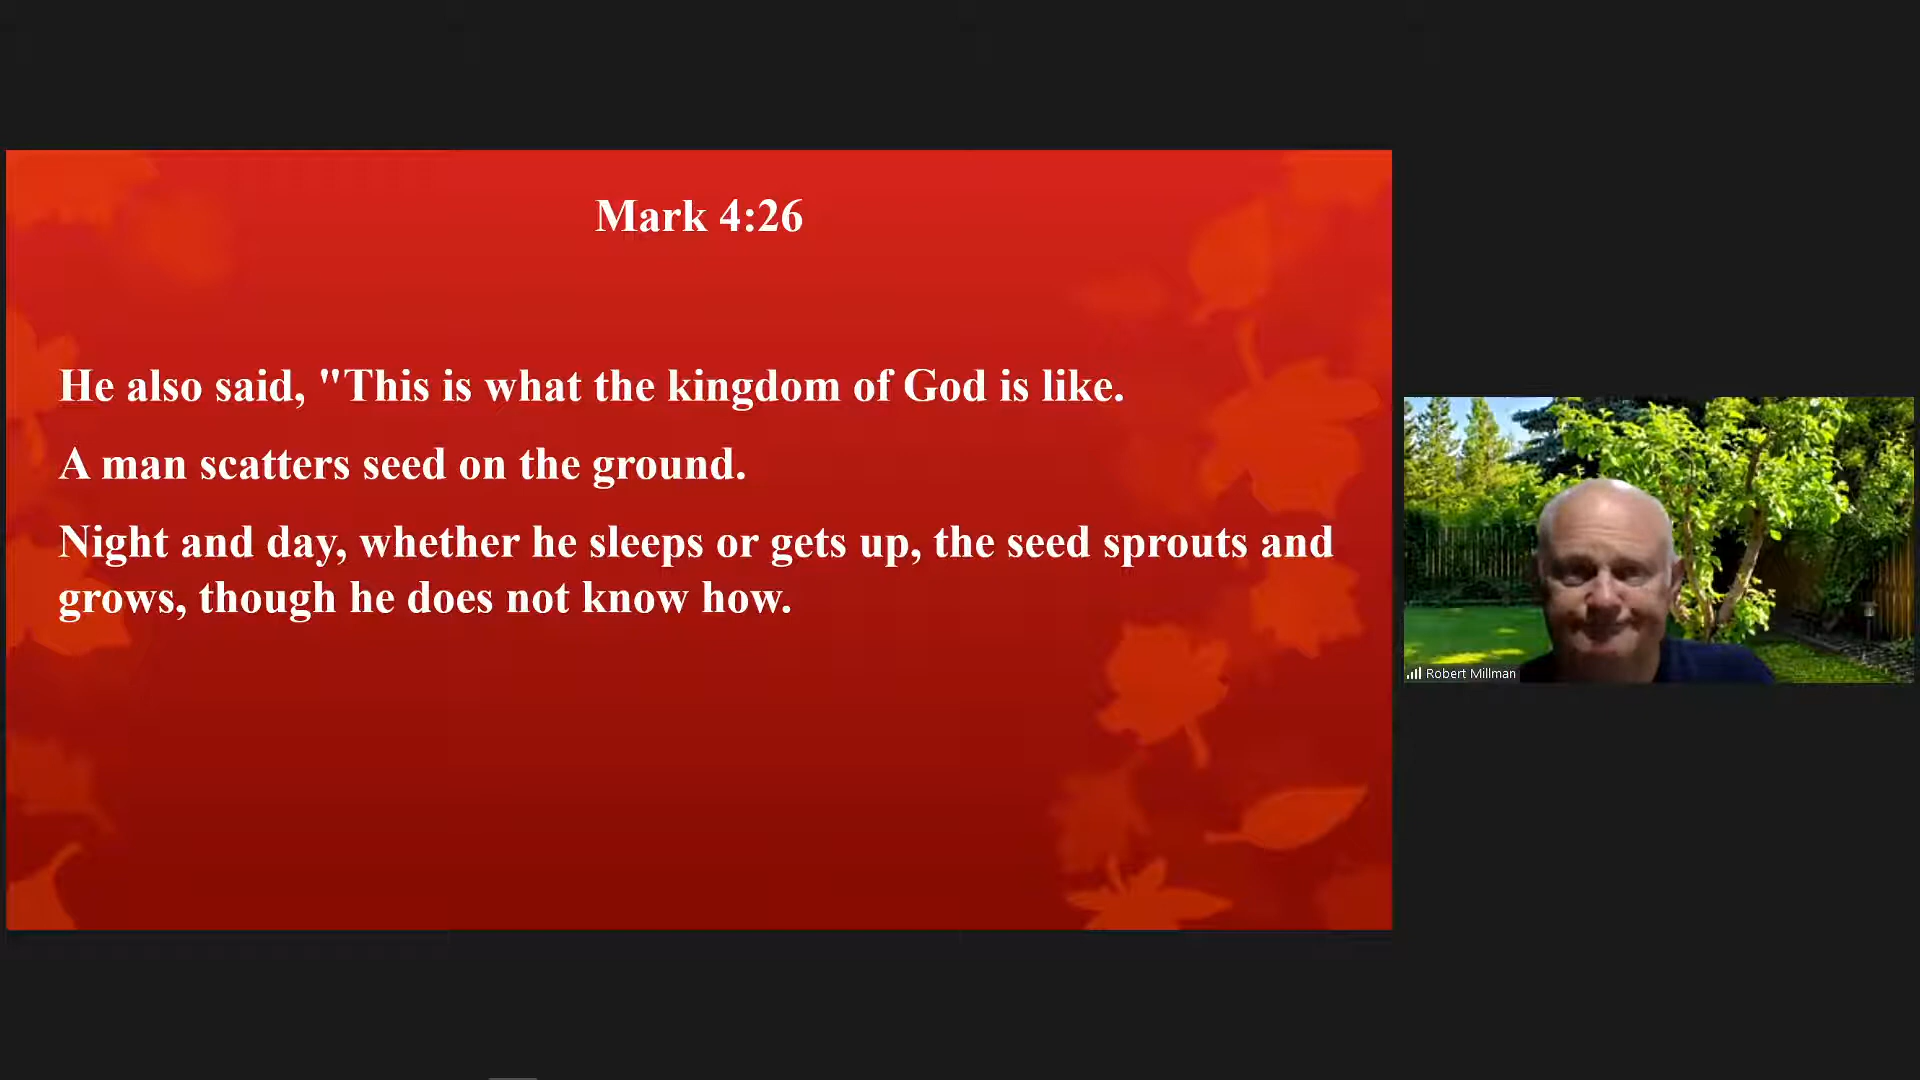 Mark 4:26
He also said, "This is what the kingdom of God is like.
A man scatters seed on the ground.
Night and day, whether he sleeps or gets up, the seed sprouts and
grows, though he does not know how.
Robert Millman